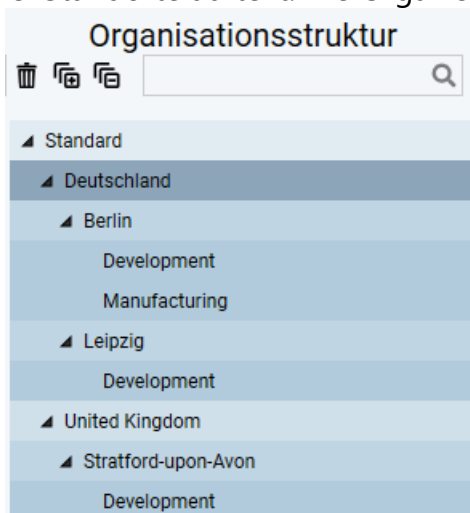 Organisationsstruktur
Standard
Deutschland
Berlin
Development
Manufacturing
Leipzig
Development
United Kingdom
Stratford-upon-Avon
Development